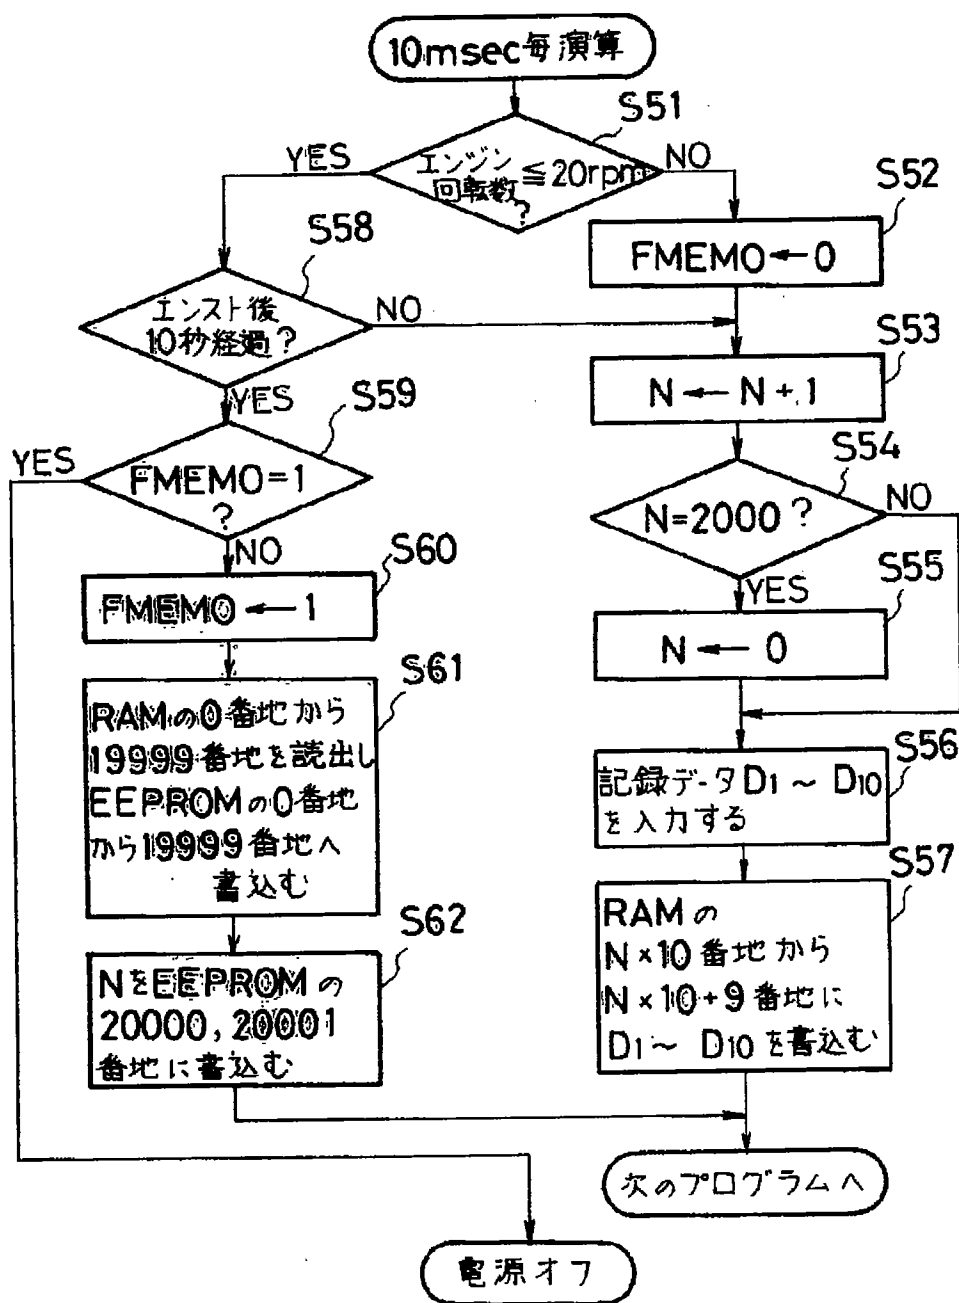 10msec毎演算
S51
YES
エンジン
回転数
≦20rpm
?
NO
S52
FMEMO←0
S58
エンスト後
10秒経過?
NO
YES
S53
N←N+1
S59
YES
FMEMO=1
?
NO
S54
N=2000?
NO
YES
S60
FMEMO←1
S55
N←0
S61
RAMの0番地から
19999番地を読出し
EEPROMの0番地
から19999番地へ
書込む
S56
記録データD1~D10
を入力する
S62
NをEEPROMの
20000,20001
番地に書込む
S57
RAMの
N×10番地から
N×10+9番地に
D1~D10を書込む
次のプログラムへ
電源オフ